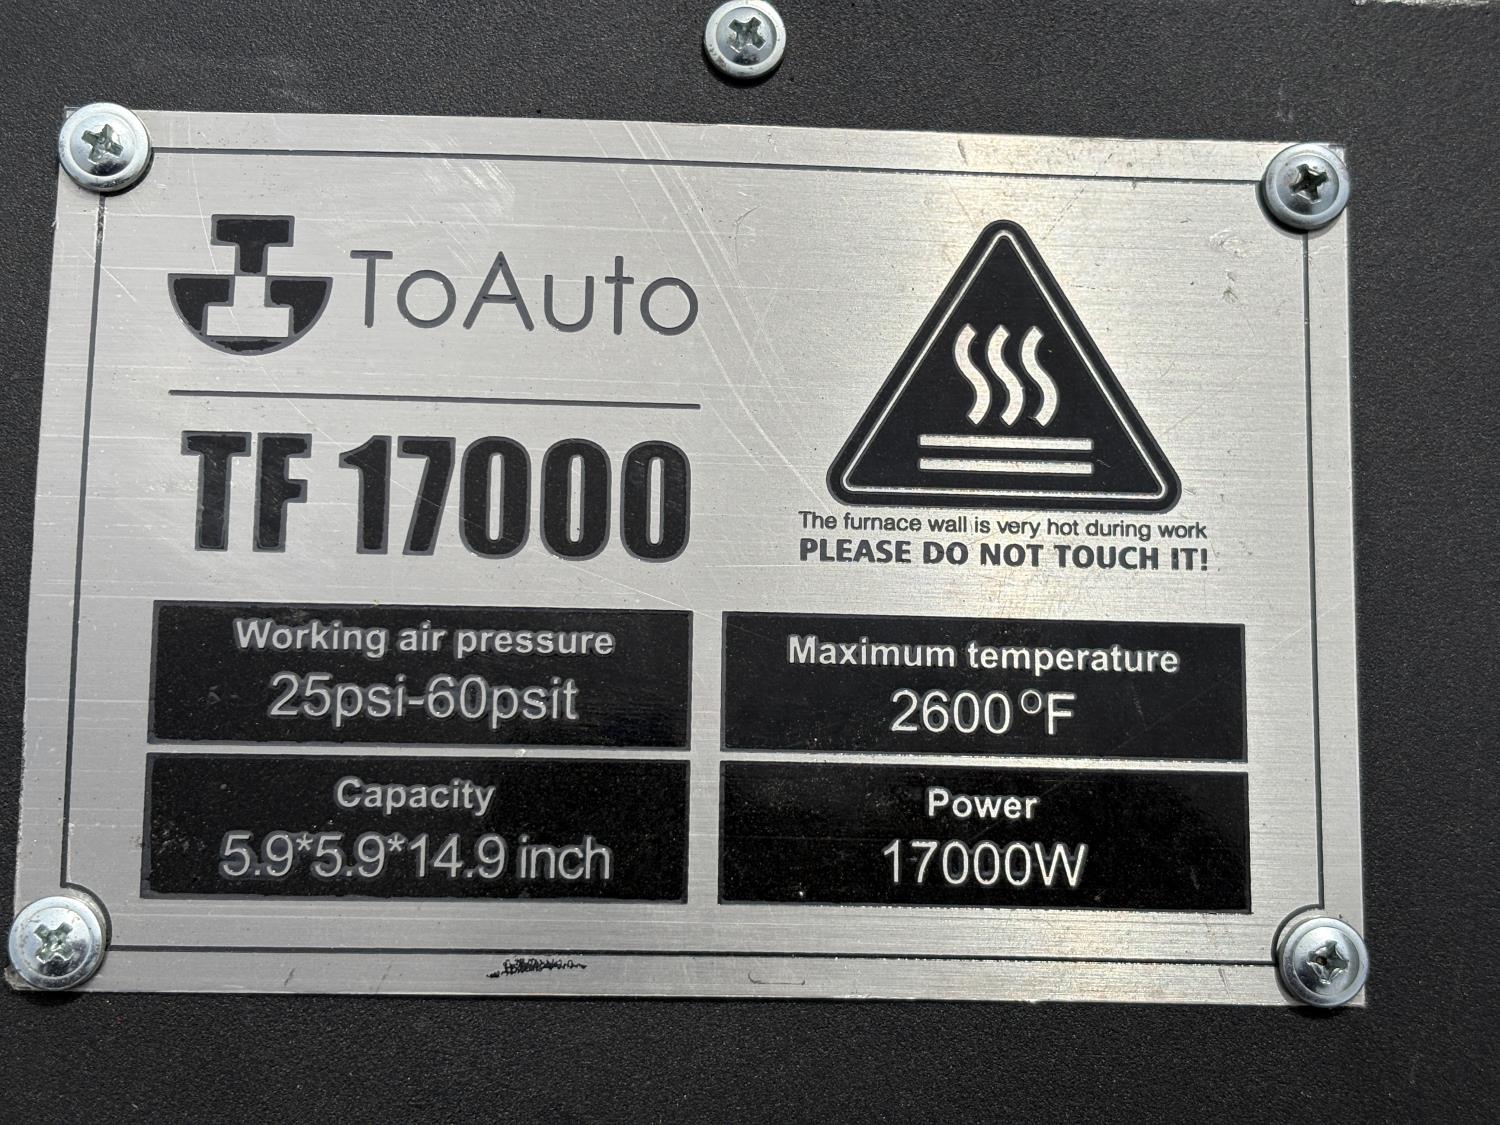 ToAuto
TF 17000
The furnace wall is very hot during work
PLEASE DO NOT TOUCH IT!
Working air pressure
25psi-60psit
Maximum temperature
2600°F
Capacity
5.9*5.9*14.9 inch
Power
17000W